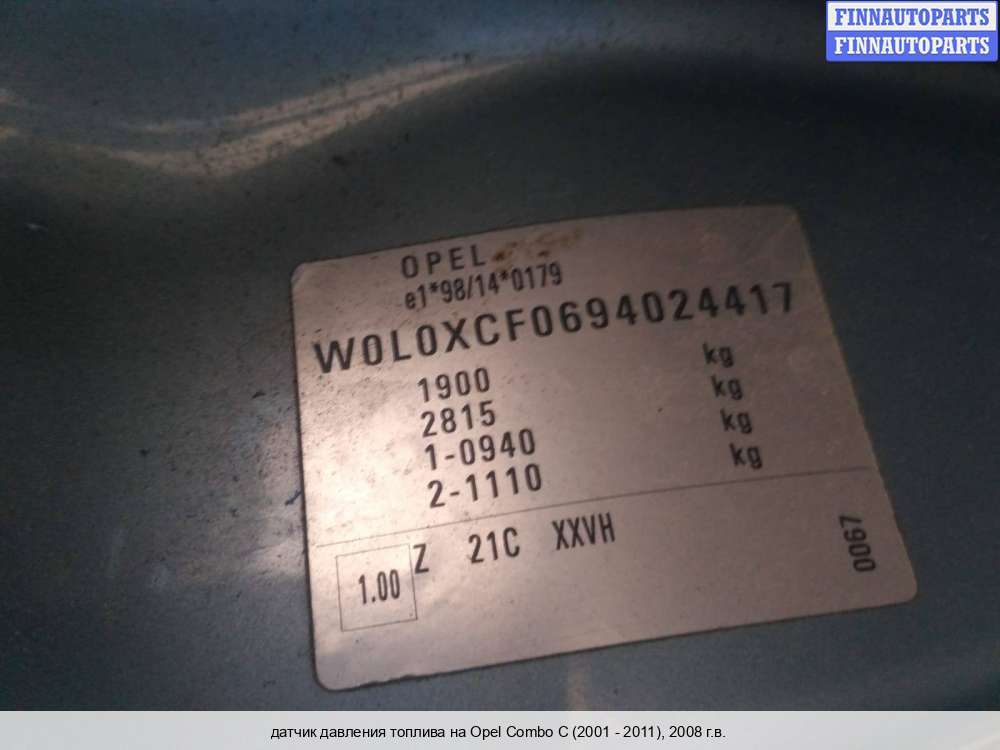 FINNAUTOPARTS
FINNAUTOPARTS
OPEL
e1*98/14*0179
W0L0XCF0694024417
1900 kg
2815 kg
1-0940 kg
2-1110 kg
1.00 Z 21C XXVH 0067
датчик давления топлива на Opel Combo C (2001 - 2011), 2008 г.в.